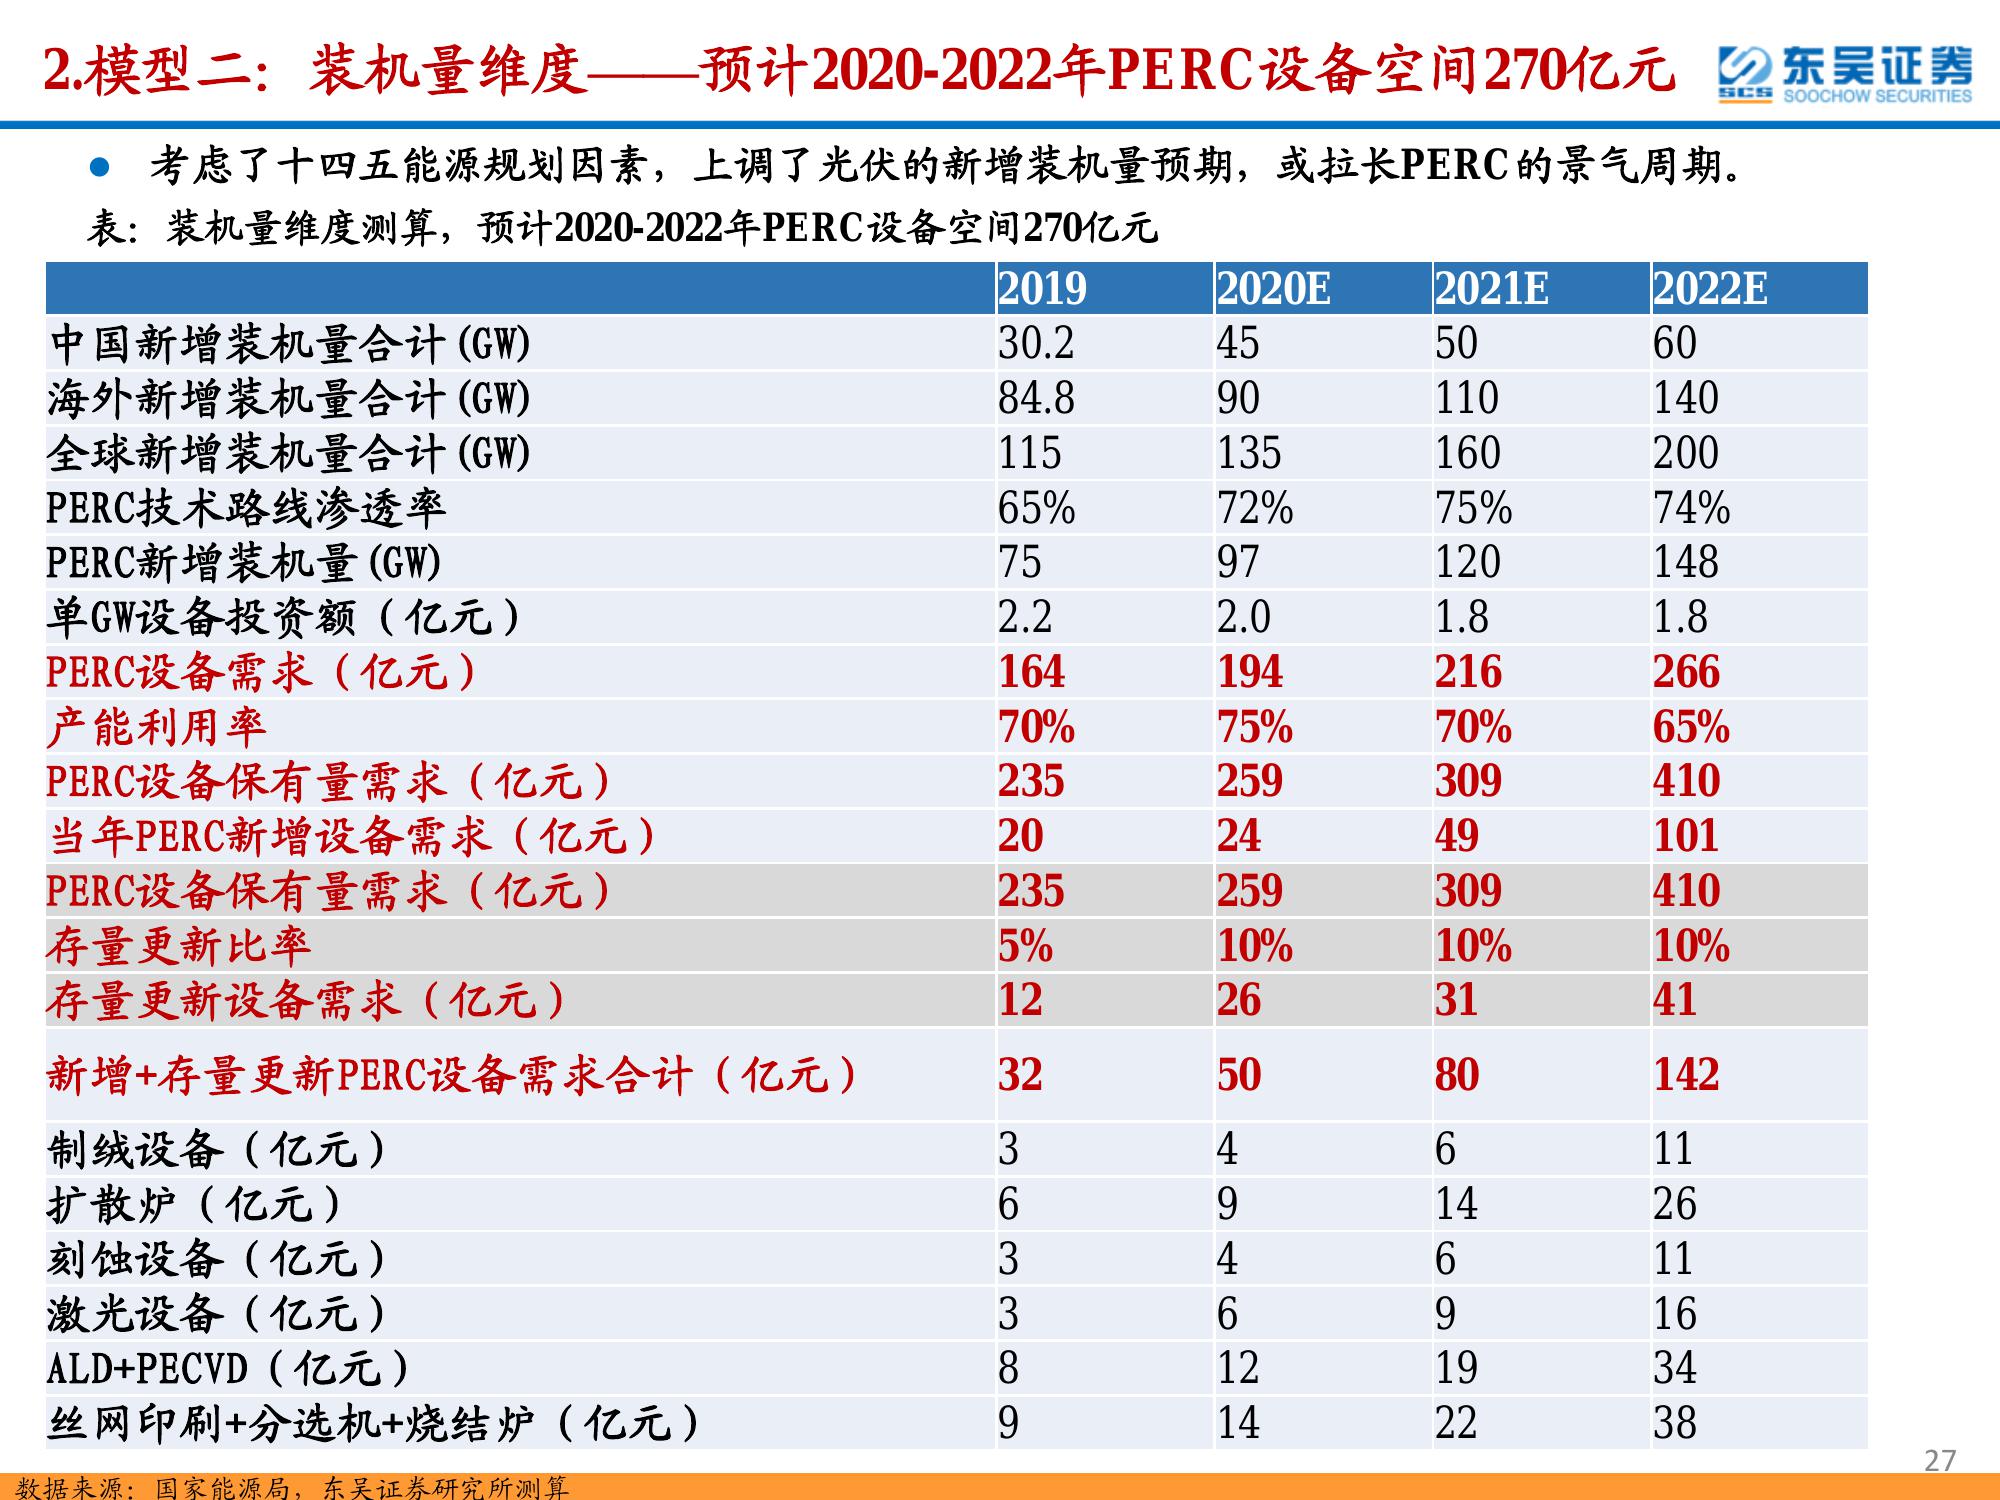 2.模型二：装机量维度——预计2020-2022年PERC设备空间270亿元
东吴证券
SCS SOOCHOW SECURITIES
● 考虑了十四五能源规划因素，上调了光伏的新增装机量预期，或拉长PERC的景气周期。
表：装机量维度测算，预计2020-2022年PERC设备空间270亿元
2019 2020E 2021E 2022E
中国新增装机量合计(GW) 30.2 45 50 60
海外新增装机量合计(GW) 84.8 90 110 140
全球新增装机量合计(GW) 115 135 160 200
PERC技术路线渗透率 65% 72% 75% 74%
PERC新增装机量(GW) 75 97 120 148
单GW设备投资额（亿元） 2.2 2.0 1.8 1.8
PERC设备需求（亿元） 164 194 216 266
产能利用率 70% 75% 70% 65%
PERC设备保有量需求（亿元） 235 259 309 410
当年PERC新增设备需求（亿元） 20 24 49 101
PERC设备保有量需求（亿元） 235 259 309 410
存量更新比率 5% 10% 10% 10%
存量更新设备需求（亿元） 12 26 31 41
新增+存量更新PERC设备需求合计（亿元） 32 50 80 142
制绒设备（亿元） 3 4 6 11
扩散炉（亿元） 6 9 14 26
刻蚀设备（亿元） 3 4 6 11
激光设备（亿元） 3 6 9 16
ALD+PECVD（亿元） 8 12 19 34
丝网印刷+分选机+烧结炉（亿元） 9 14 22 38
27
数据来源：国家能源局，东吴证券研究所测算